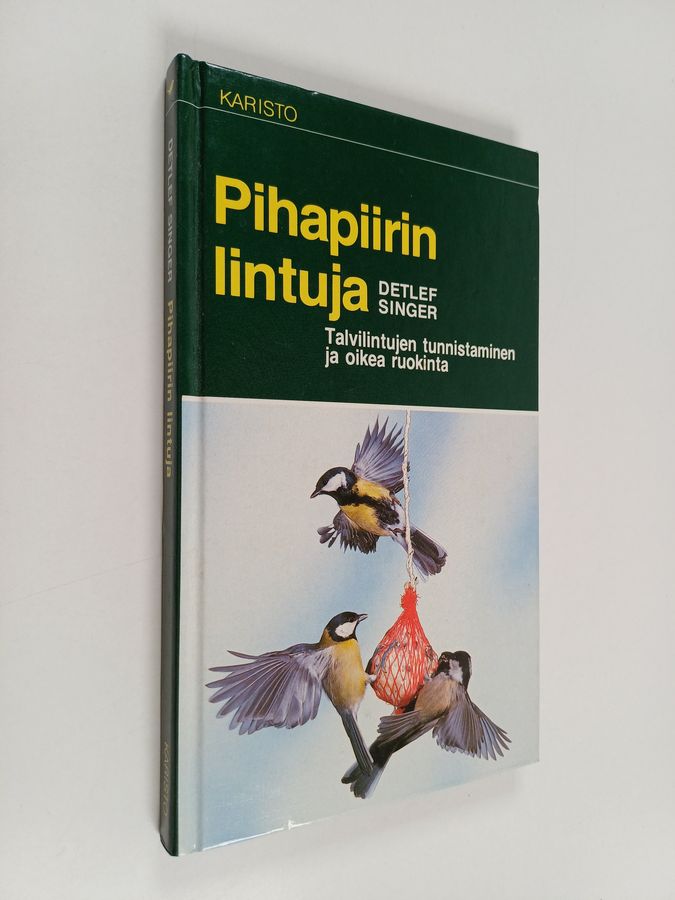 KARISTO
Pihapiirin
lintuja
DETLEF
SINGER
Talvilintujen tunnistaminen
ja oikea ruokinta
DETLEF SINGER Pihapiirin lintuja
KARISTO